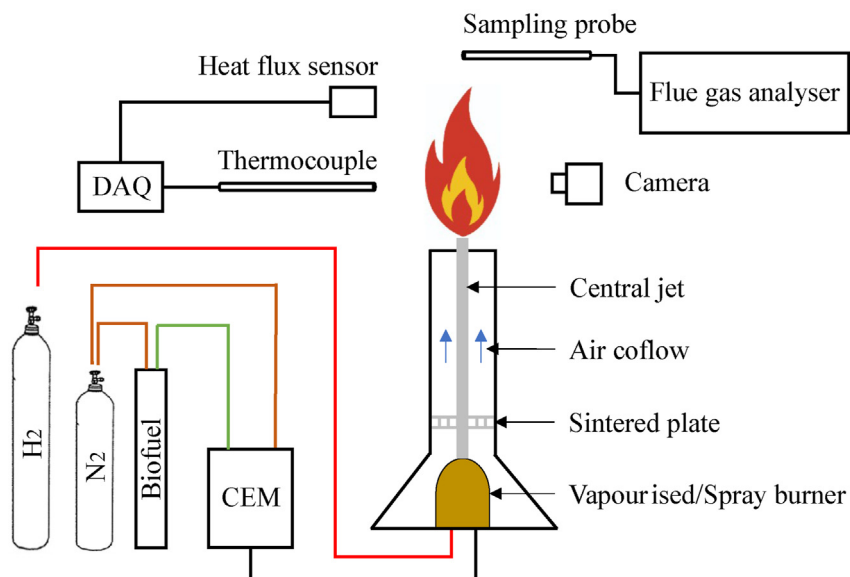 Sampling probe
Heat flux sensor
Flue gas analyser
Thermocouple
DAQ
Camera
Central jet
Air coflow
Sintered plate
H2
N2
Biofuel
CEM
Vapourised/Spray burner